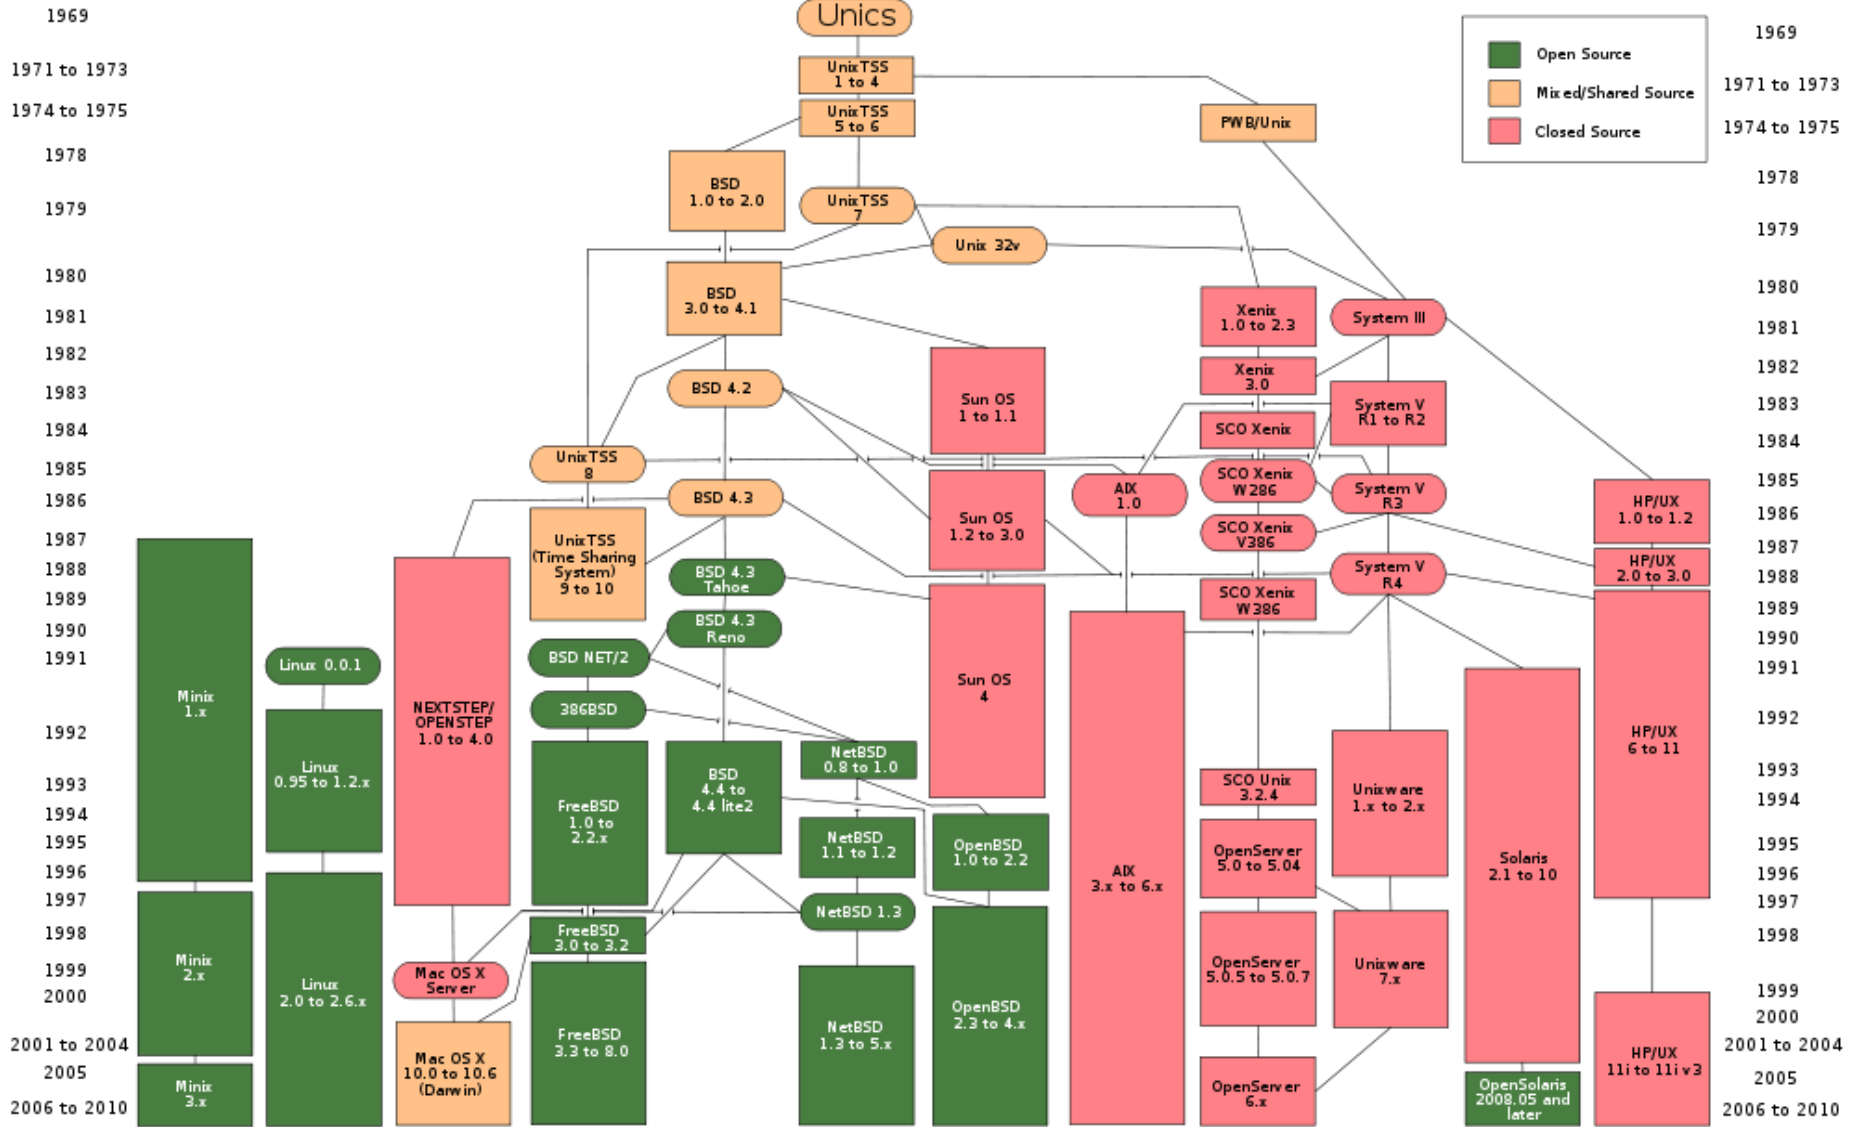 Unics
1969
1969
Open Source
UnixTSS
1 to 4
1971 to 1973
1971 to 1973
Mixed/Shared Source
1974 to 1975
UnixTSS
5 to 6
PWB/Unix
1974 to 1975
Closed Source
1978
1978
BSD
1.0 to 2.0
UnixTSS
7
1979
1979
Unix 32v
1980
1980
BSD
3.0 to 4.1
Xenix
1.0 to 2.3
System III
1981
1981
1982
1982
Xenix
3.0
BSD 4.2
1983
1983
Sun OS
1 to 1.1
System V
R1 to R2
SCO Xenix
1984
1984
UnixTSS
8
1985
1985
SCO Xenix
W286
System V
R3
AIX
1.0
BSD 4.3
1986
1986
HP/UX
1.0 to 1.2
Sun OS
1.2 to 3.0
SCO Xenix
V386
1987
1987
UnixTSS
(Time Sharing
System)
9 to 10
BSD 4.3
Tahoe
System V
R4
HP/UX
2.0 to 3.0
1988
1988
SCO Xenix
W386
1989
1989
BSD 4.3
Reno
1990
1990
BSD NET/2
Linux 0.0.1
1991
1991
Minix
1.x
Sun OS
4
386BSD
NEXTSTEP/
OPENSTEP
1.0 to 4.0
1992
1992
HP/UX
6 to 11
NetBSD
0.8 to 1.0
Linux
0.95 to 1.2.x
BSD
4.4 to
4.4 lite2
SCO Unix
3.2.4
1993
1993
Unixware
1.x to 2.x
FreeBSD
1.0 to
2.2.x
1994
1994
NetBSD
1.1 to 1.2
OpenBSD
1.0 to 2.2
OpenServer
5.0 to 5.04
1995
1995
Solaris
2.1 to 10
AIX
3.x to 6.x
1996
1996
1997
1997
NetBSD 1.3
FreeBSD
3.0 to 3.2
1998
1998
Minix
2.x
Mac OS X
Server
OpenServer
5.0.5 to 5.0.7
Unixware
7.x
1999
1999
Linux
2.0 to 2.6.x
2000
2000
OpenBSD
2.3 to 4.x
NetBSD
1.3 to 5.x
FreeBSD
3.3 to 8.0
2001 to 2004
2001 to 2004
Mac OS X
10.0 to 10.6
(Darwin)
HP/UX
11i to 11i v3
2005
2005
Minix
3.x
OpenServer
6.x
OpenSolaris
2008.05 and
later
2006 to 2010
2006 to 2010